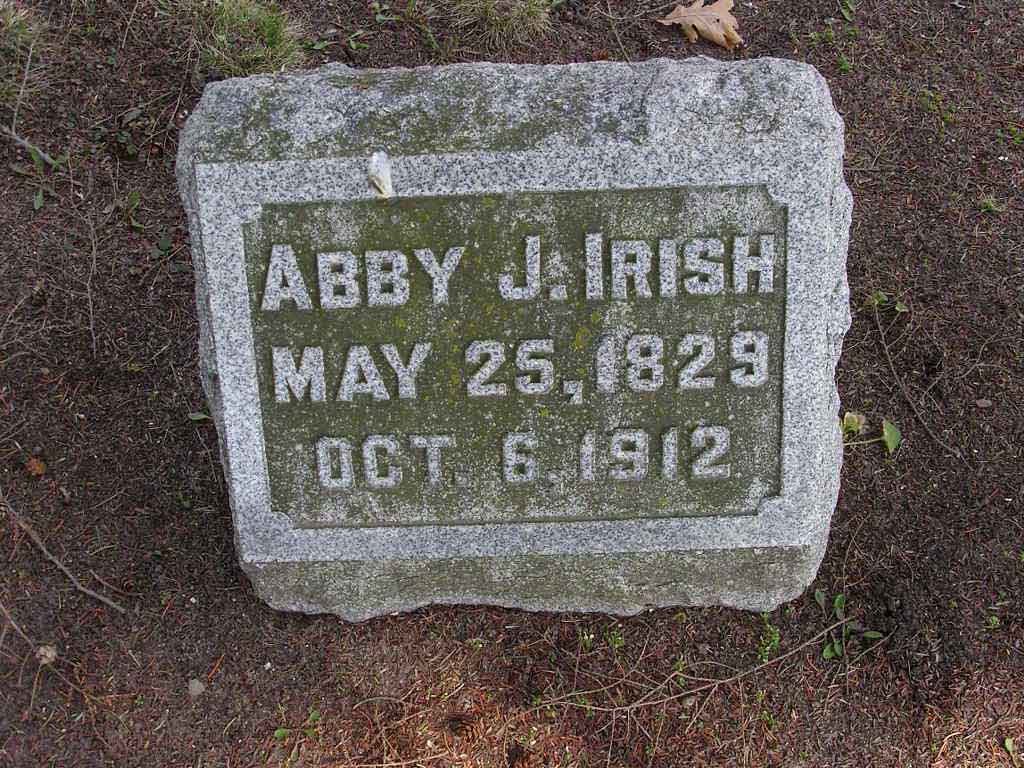 ABBY J. IRISH
MAY 25, 1829
OCT. 6. 1912